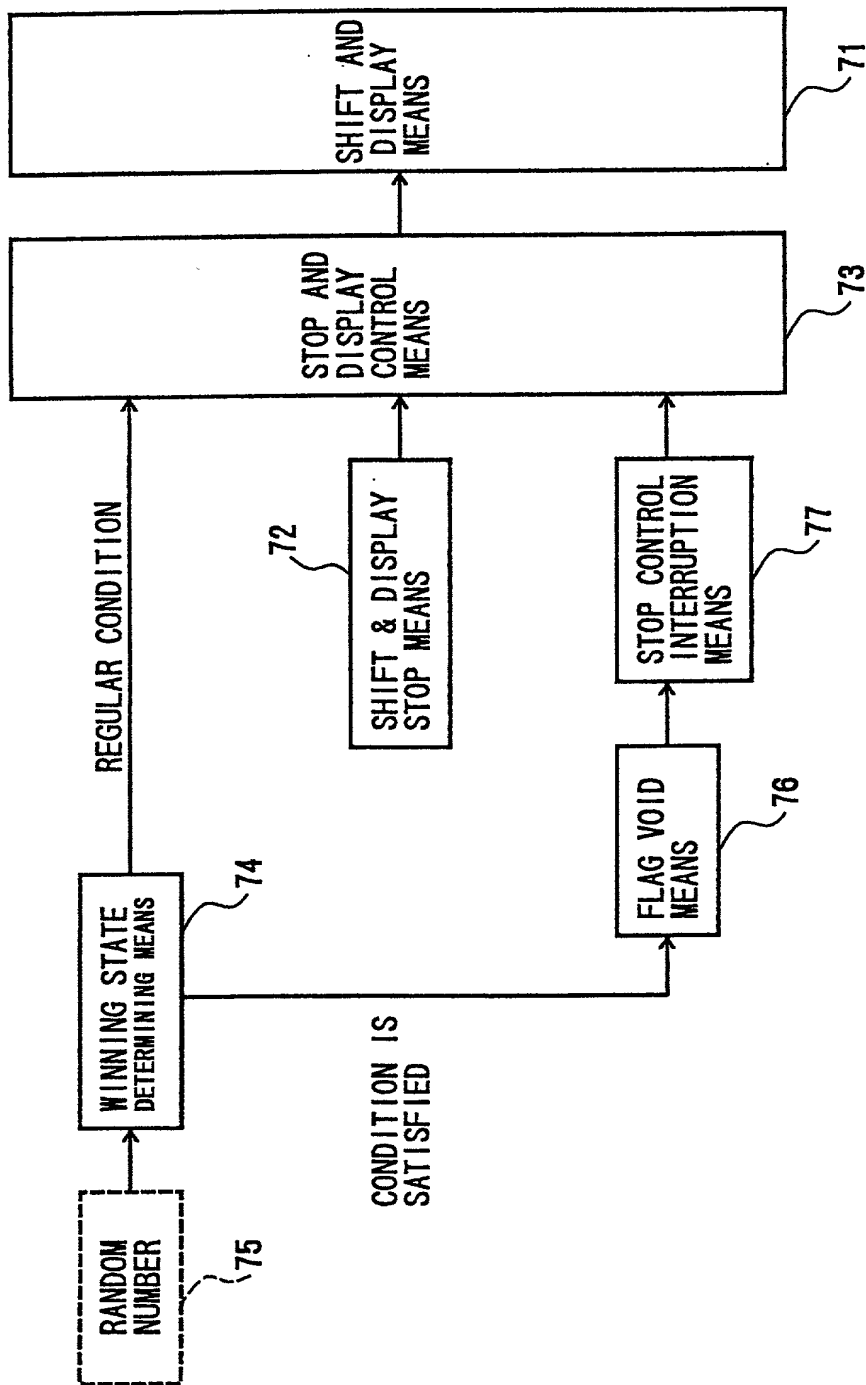 RANDOM
NUMBER
75
WINNING STATE
DETERMINING MEANS
74
REGULAR CONDITION
CONDITION IS
SATISFIED
72
SHIFT & DISPLAY
STOP MEANS
FLAG VOID
MEANS
76
STOP CONTROL
INTERRUPTION
MEANS
77
STOP AND
DISPLAY
CONTROL
MEANS
73
SHIFT AND
DISPLAY
MEANS
71